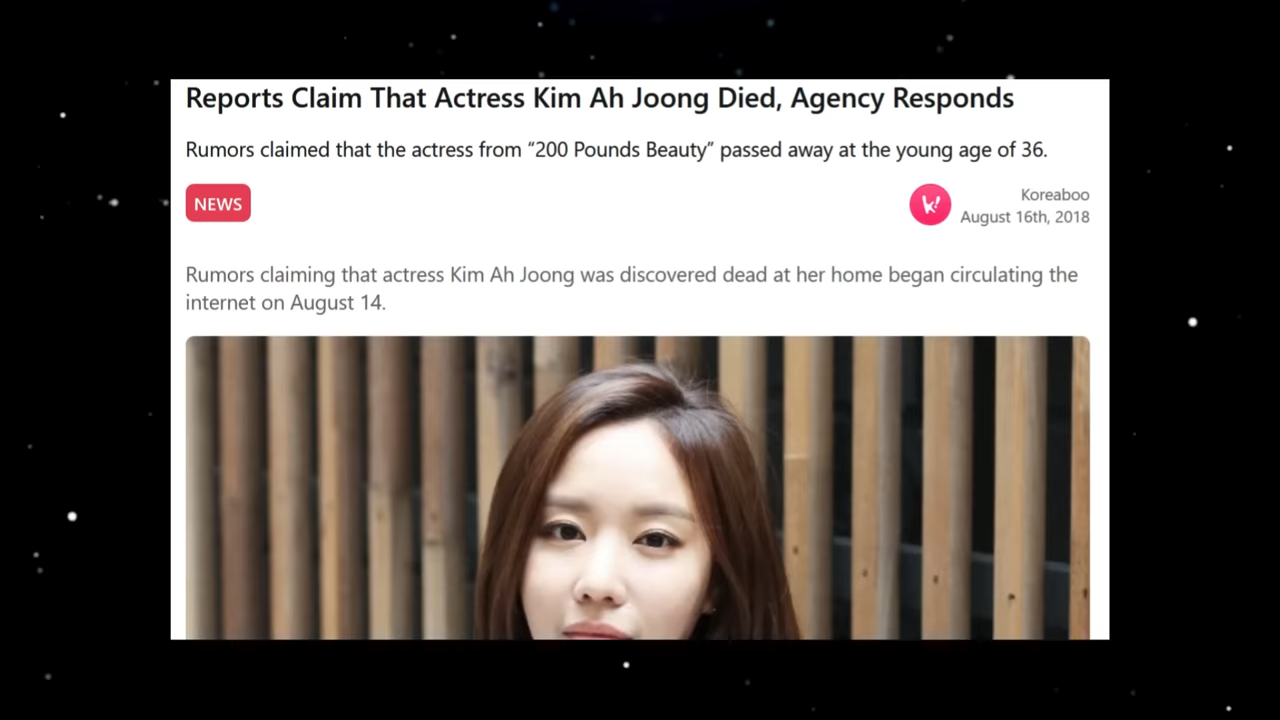 Reports Claim That Actress Kim Ah Joong Died, Agency Responds
Rumors claimed that the actress from “200 Pounds Beauty” passed away at the young age of 36.
NEWS
k!
Koreaboo
August 16th, 2018
Rumors claiming that actress Kim Ah Joong was discovered dead at her home began circulating the
internet on August 14.